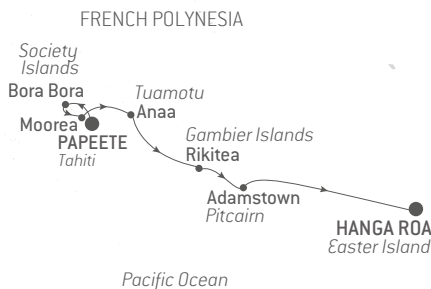 FRENCH POLYNESIA
Society
Islands
Bora Bora
Moorea
PAPEETE
Tahiti
Tuamotu
Anaa
Gambier Islands
Rikitea
Adamstown
Pitcairn
HANGA ROA
Easter Island
Pacific Ocean